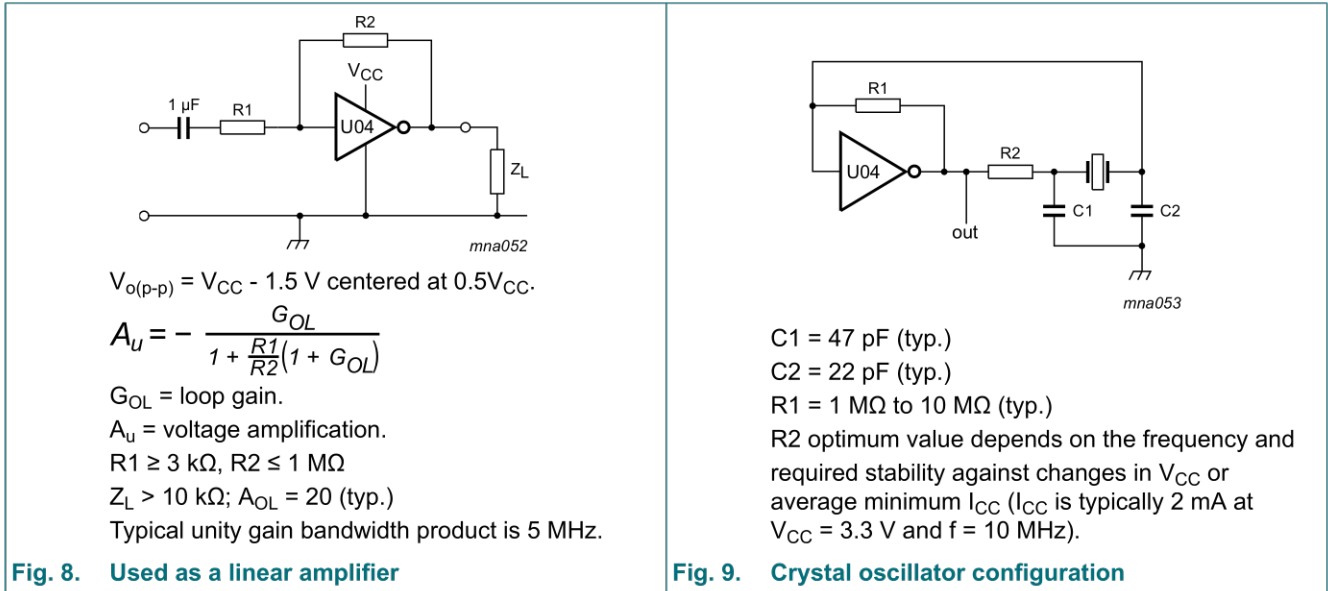 R2
VCC
1 µF
R1
U04
ZL
mna052
Vo(p-p) = VCC - 1.5 V centered at 0.5VCC.
Au = - GOL
1 + R1
R2 (1 + GOL)
GOL = loop gain.
Au = voltage amplification.
R1 ≥ 3 kΩ, R2 ≤ 1 MΩ
ZL > 10 kΩ; AOL = 20 (typ.)
Typical unity gain bandwidth product is 5 MHz.
Fig. 8. Used as a linear amplifier
R1
R2
U04
C1
C2
out
mna053
C1 = 47 pF (typ.)
C2 = 22 pF (typ.)
R1 = 1 MΩ to 10 MΩ (typ.)
R2 optimum value depends on the frequency and
required stability against changes in VCC or
average minimum ICC (ICC is typically 2 mA at
VCC = 3.3 V and f = 10 MHz).
Fig. 9. Crystal oscillator configuration